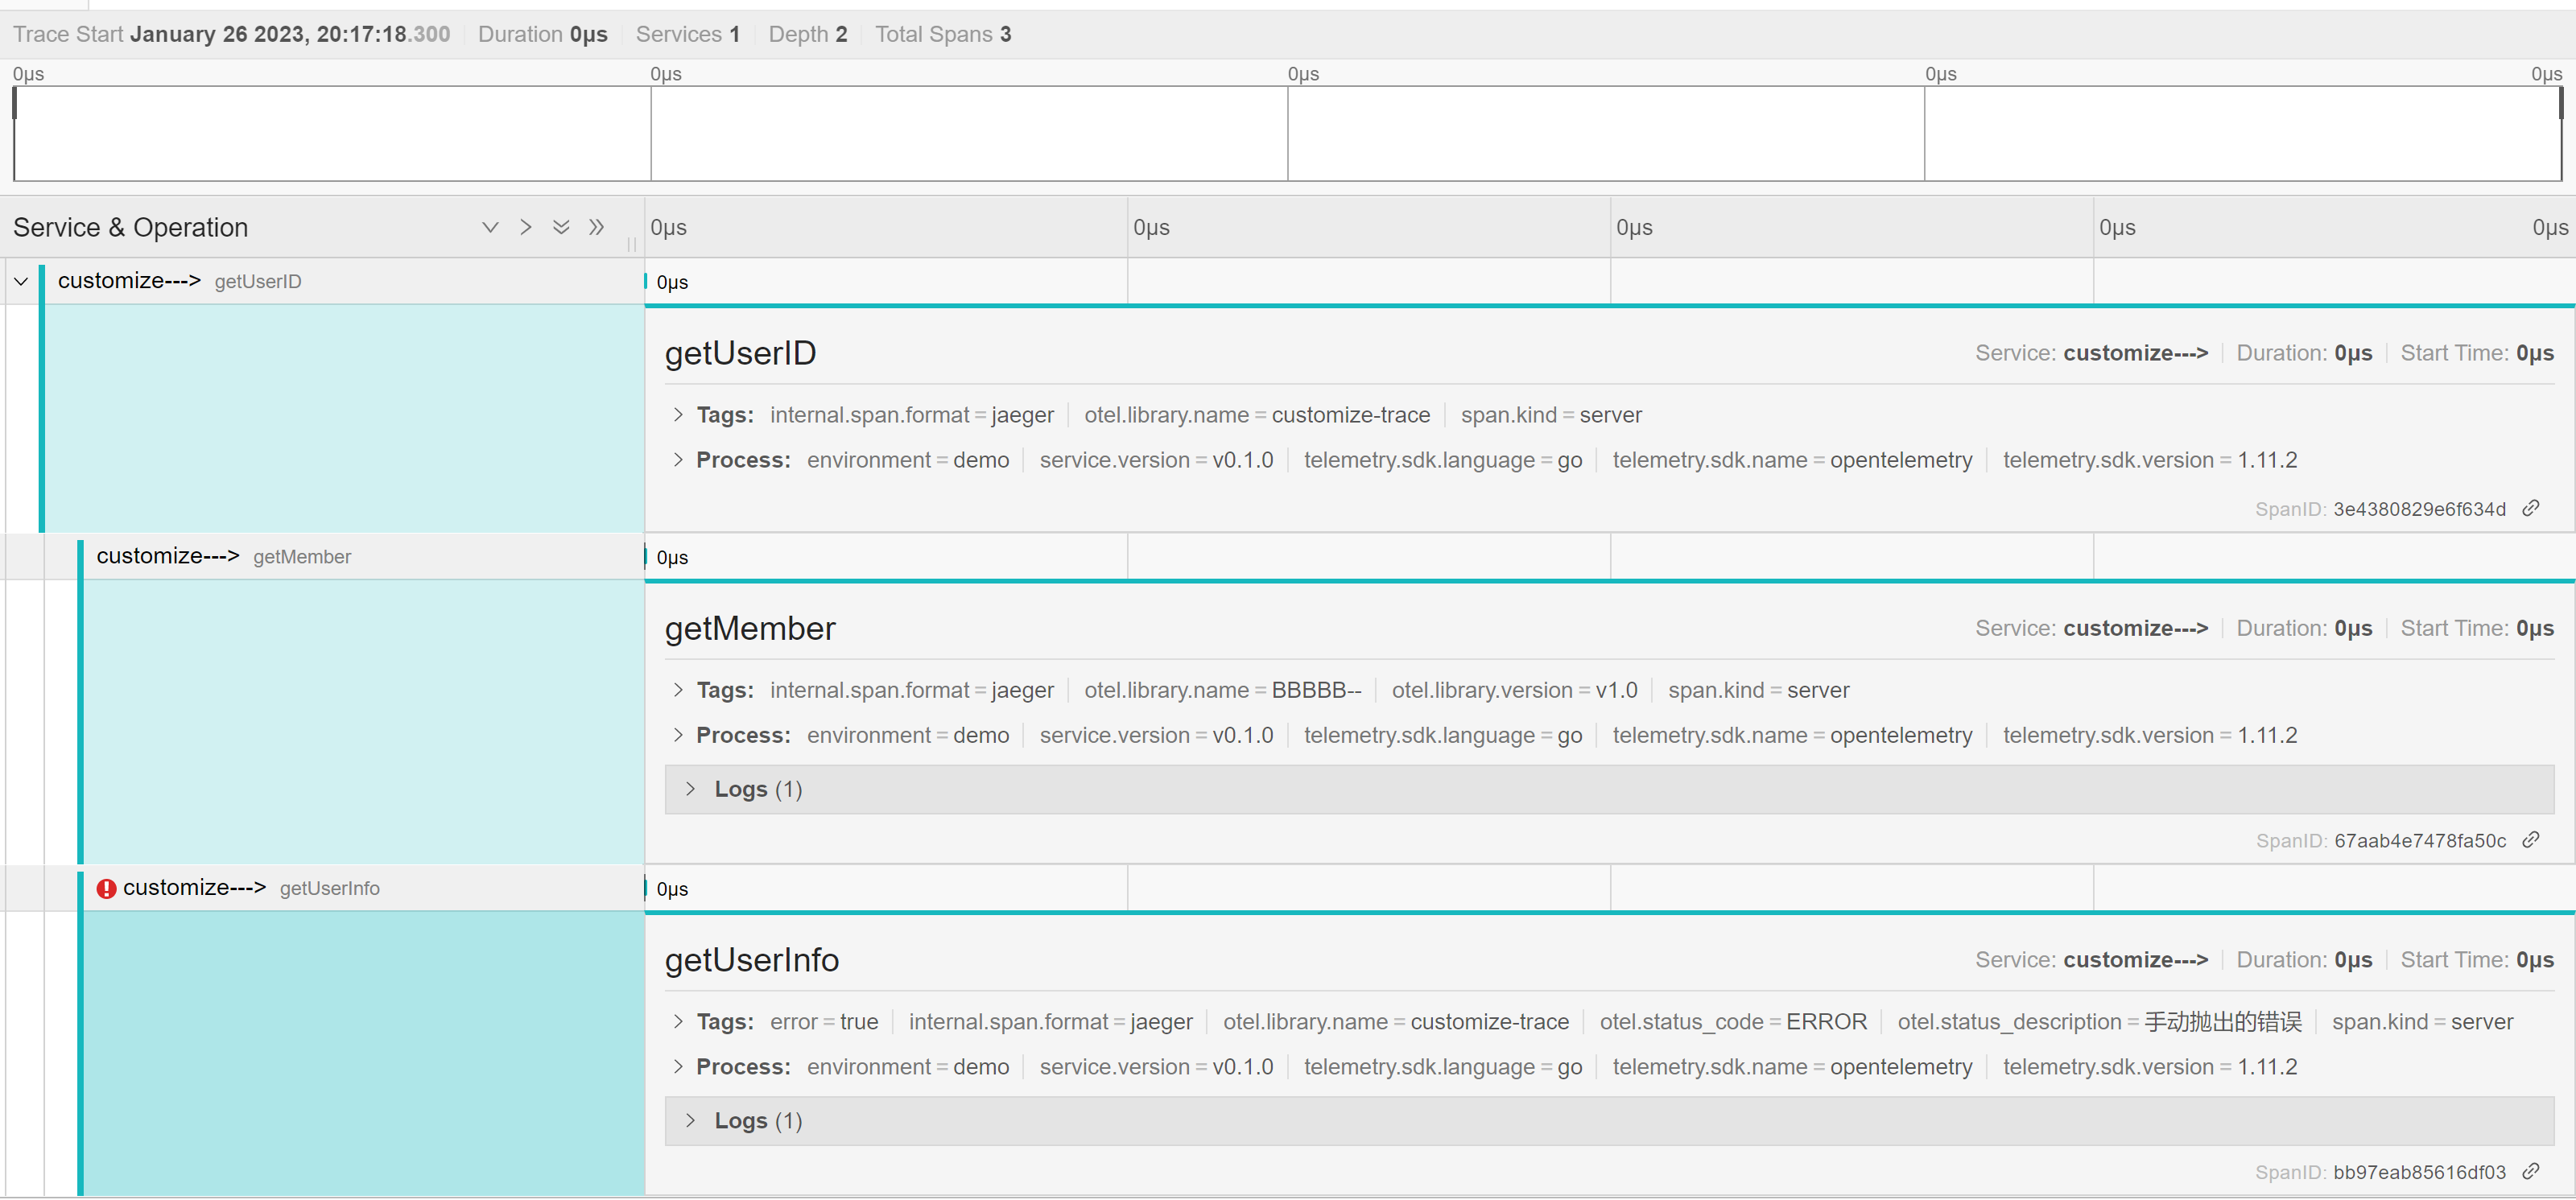 Trace Start January 26 2023, 20:17:18.300 Duration 0μs Services 1 Depth 2 Total Spans 3
0μs 0μs 0μs 0μs 0μs
Service & Operation 0μs 0μs 0μs 0μs 0μs
customize---> getUserID 0μs
getUserID Service: customize---> Duration: 0μs Start Time: 0μs
Tags: internal.span.format = jaeger otel.library.name = customize-trace span.kind = server
Process: environment = demo service.version = v0.1.0 telemetry.sdk.language = go telemetry.sdk.name = opentelemetry telemetry.sdk.version = 1.11.2
SpanID: 3e4380829e6f634d
customize---> getMember 0μs
getMember Service: customize---> Duration: 0μs Start Time: 0μs
Tags: internal.span.format = jaeger otel.library.name = BBBBB-- otel.library.version = v1.0 span.kind = server
Process: environment = demo service.version = v0.1.0 telemetry.sdk.language = go telemetry.sdk.name = opentelemetry telemetry.sdk.version = 1.11.2
Logs (1)
SpanID: 67aab4e7478fa50c
customize---> getUserInfo 0μs
getUserInfo Service: customize---> Duration: 0μs Start Time: 0μs
Tags: error = true internal.span.format = jaeger otel.library.name = customize-trace otel.status_code = ERROR otel.status_description = 手动抛出的错误 span.kind = server
Process: environment = demo service.version = v0.1.0 telemetry.sdk.language = go telemetry.sdk.name = opentelemetry telemetry.sdk.version = 1.11.2
Logs (1)
SpanID: bb97eab85616df03